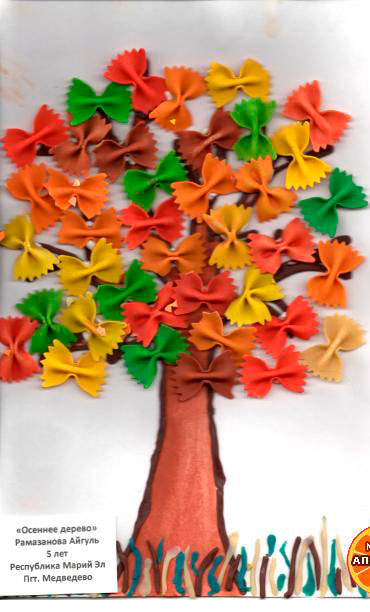 «Осеннее дерево»
Рамазанова Айгуль
5 лет
Республика Марий Эл
Пгт. Медведево